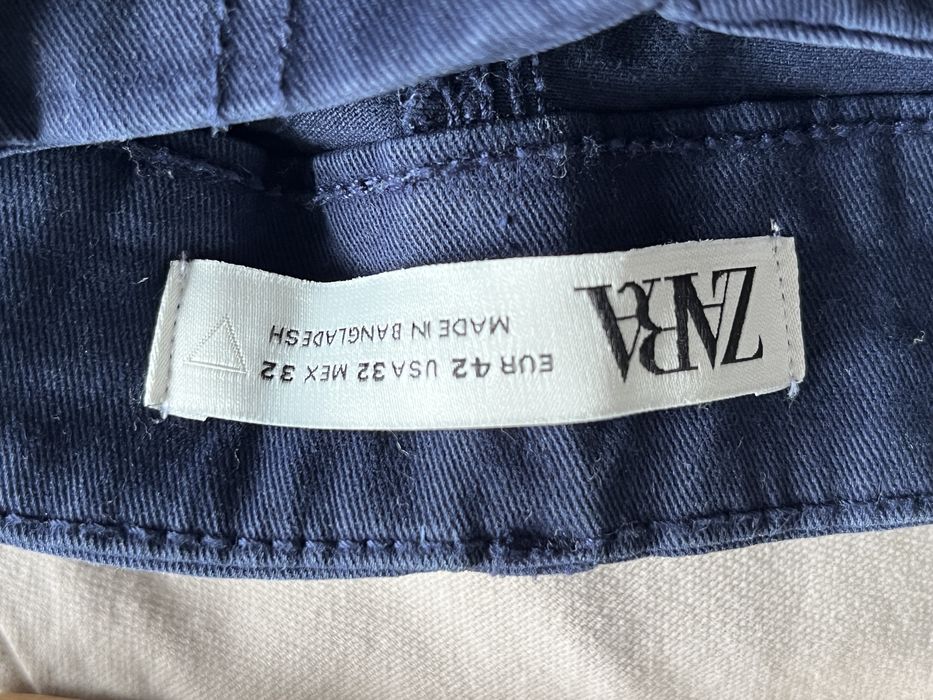 ZARA
EUR 42 USA 32 MEX 32
MADE IN BANGLADESH